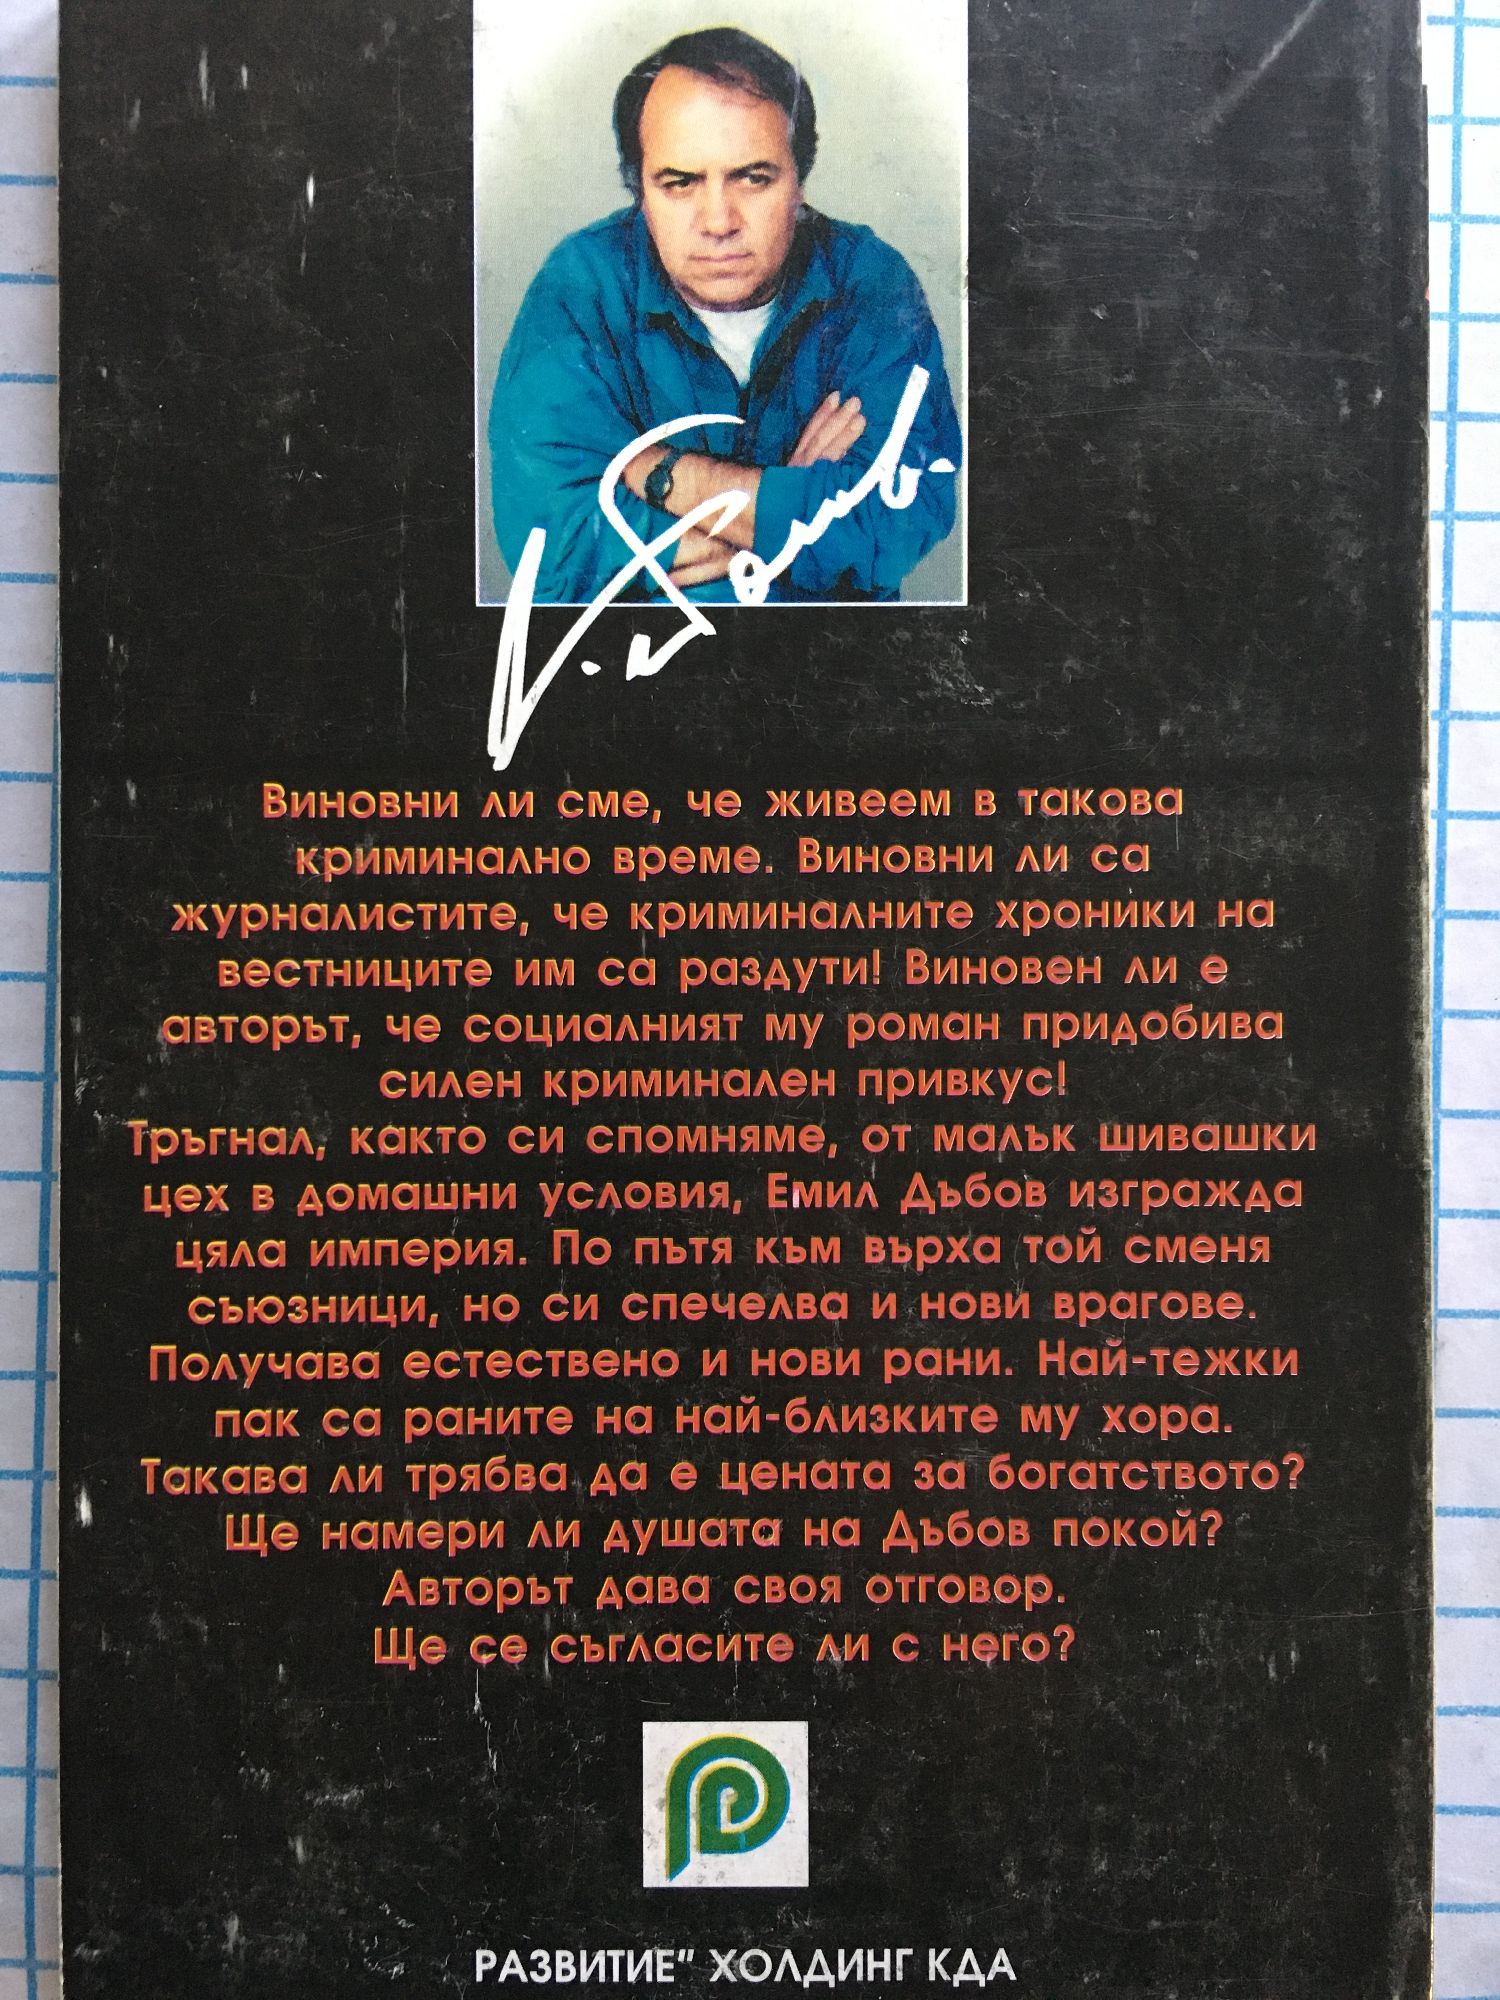 Виновни ли сме, че живеем в такова
криминално време. Виновни ли са
журналистите, че криминалните хроники на
вестниците им са раздути! Виновен ли е
авторът, че социалният му роман придобива
силен криминален привкус!
Тръгнал, както си спомняме, от малък шивашки
цех в домашни условия, Емил Дъбов изгражда
цяла империя. По пътя към върха той сменя
съюзници, но си спечелва и нови врагове.
Получава естествено и нови рани. Най-тежки
пак са раните на най-близките му хора.
Такава ли трябва да е цената за богатството?
Ще намери ли душата на Дъбов покой?
Авторът дава своя отговор.
Ще се съгласите ли с него?
РАЗВИТИЕ" ХОЛДИНГ КДА